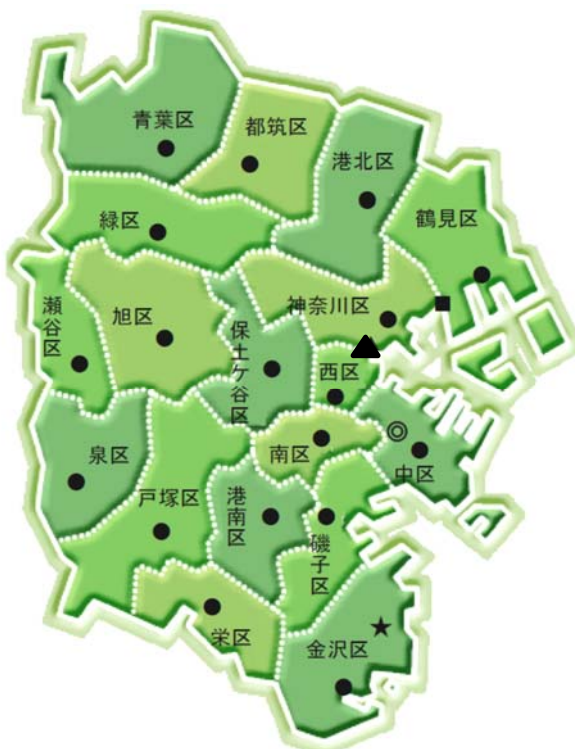 青葉区
都筑区
港北区
緑区
鶴見区
瀬谷区
旭区
保土ケ谷区
神奈川区
西区
泉区
戸塚区
南区
中区
港南区
磯子区
栄区
金沢区